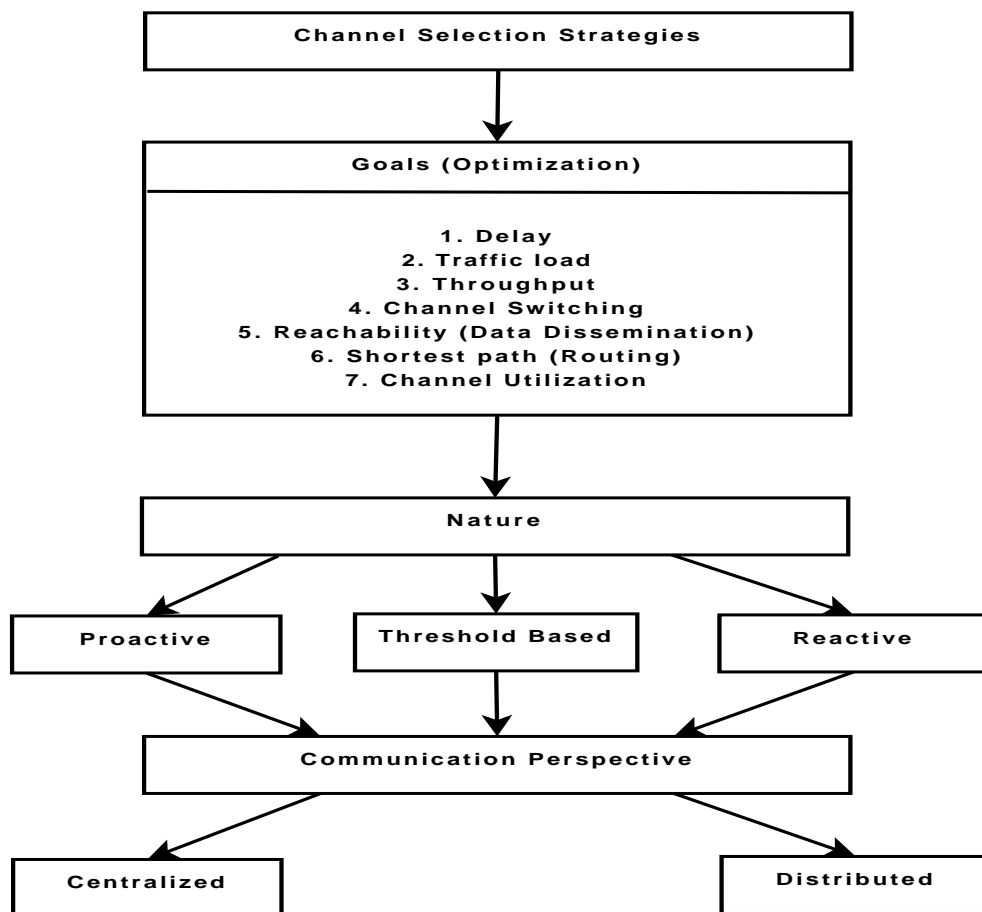 Channel Selection Strategies
Goals (Optimization)
1. Delay
2. Traffic load
3. Throughput
4. Channel Switching
5. Reachability (Data Dissemination)
6. Shortest path (Routing)
7. Channel Utilization
Nature
Proactive
Threshold Based
Reactive
Communication Perspective
Centralized
Distributed